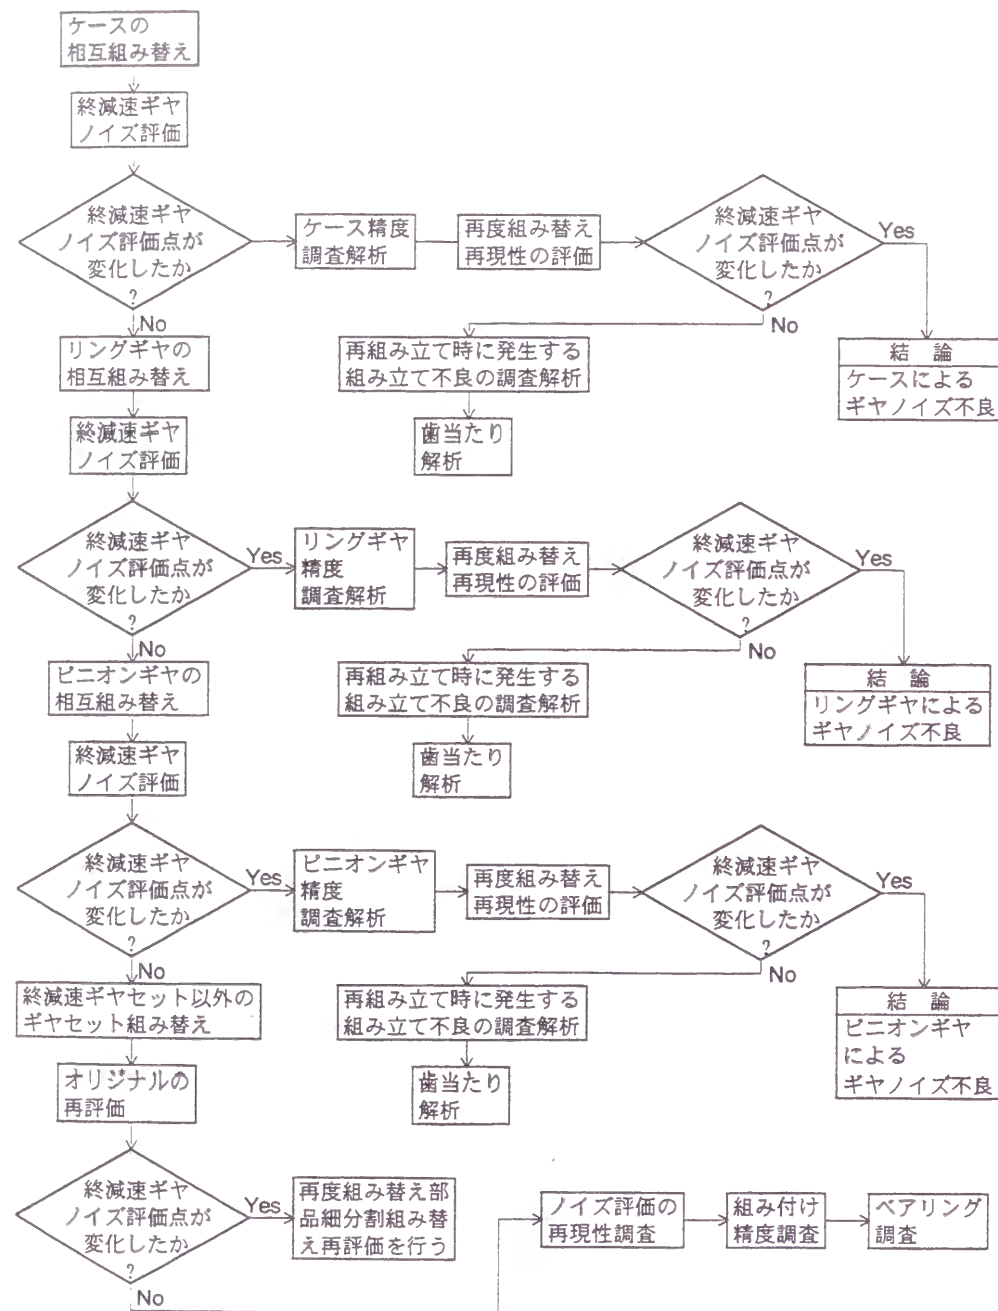 ケースの
相互組み替え
終減速ギヤ
ノイズ評価
終減速ギヤ
ノイズ評価点が
変化したか
?
ケース精度
調査解析
再度組み替え
再現性の評価
終減速ギヤ
ノイズ評価点が
変化したか
?
Yes
No
No
リングギヤの
相互組み替え
再組み立て時に発生する
組み立て不良の調査解析
結 論
ケースによる
ギヤノイズ不良
終減速ギヤ
ノイズ評価
歯当たり
解析
終減速ギヤ
ノイズ評価点が
変化したか
?
Yes
リングギヤ
精度
調査解析
再度組み替え
再現性の評価
終減速ギヤ
ノイズ評価点が
変化したか
?
Yes
No
No
ピニオンギヤの
相互組み替え
再組み立て時に発生する
組み立て不良の調査解析
結 論
リングギヤによる
ギヤノイズ不良
終減速ギヤ
ノイズ評価
歯当たり
解析
終減速ギヤ
ノイズ評価点が
変化したか
?
Yes
ピニオンギヤ
精度
調査解析
再度組み替え
再現性の評価
終減速ギヤ
ノイズ評価点が
変化したか
?
Yes
No
No
終減速ギヤセット以外の
ギヤセット組み替え
再組み立て時に発生する
組み立て不良の調査解析
結 論
ピニオンギヤ
による
ギヤノイズ不良
オリジナルの
再評価
歯当たり
解析
終減速ギヤ
ノイズ評価点が
変化したか
?
Yes
再度組み替え部
品細分割組み替
え再評価を行う
ノイズ評価の
再現性調査
組み付け
精度調査
ベアリング
調査
No